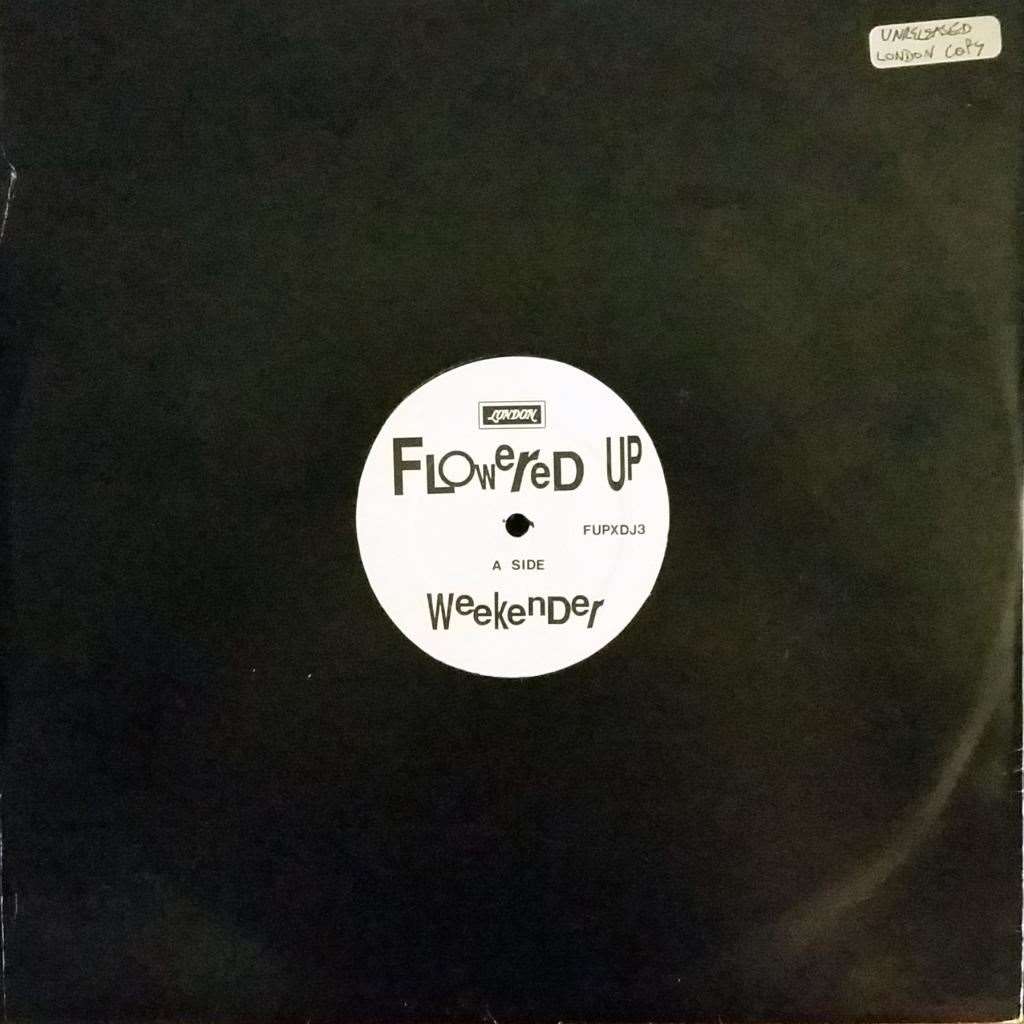 UNRELEASED
LONDON COPY
LONDON
FLOWeReD UP
FUPXDJ3
A SIDE
WeekenDer